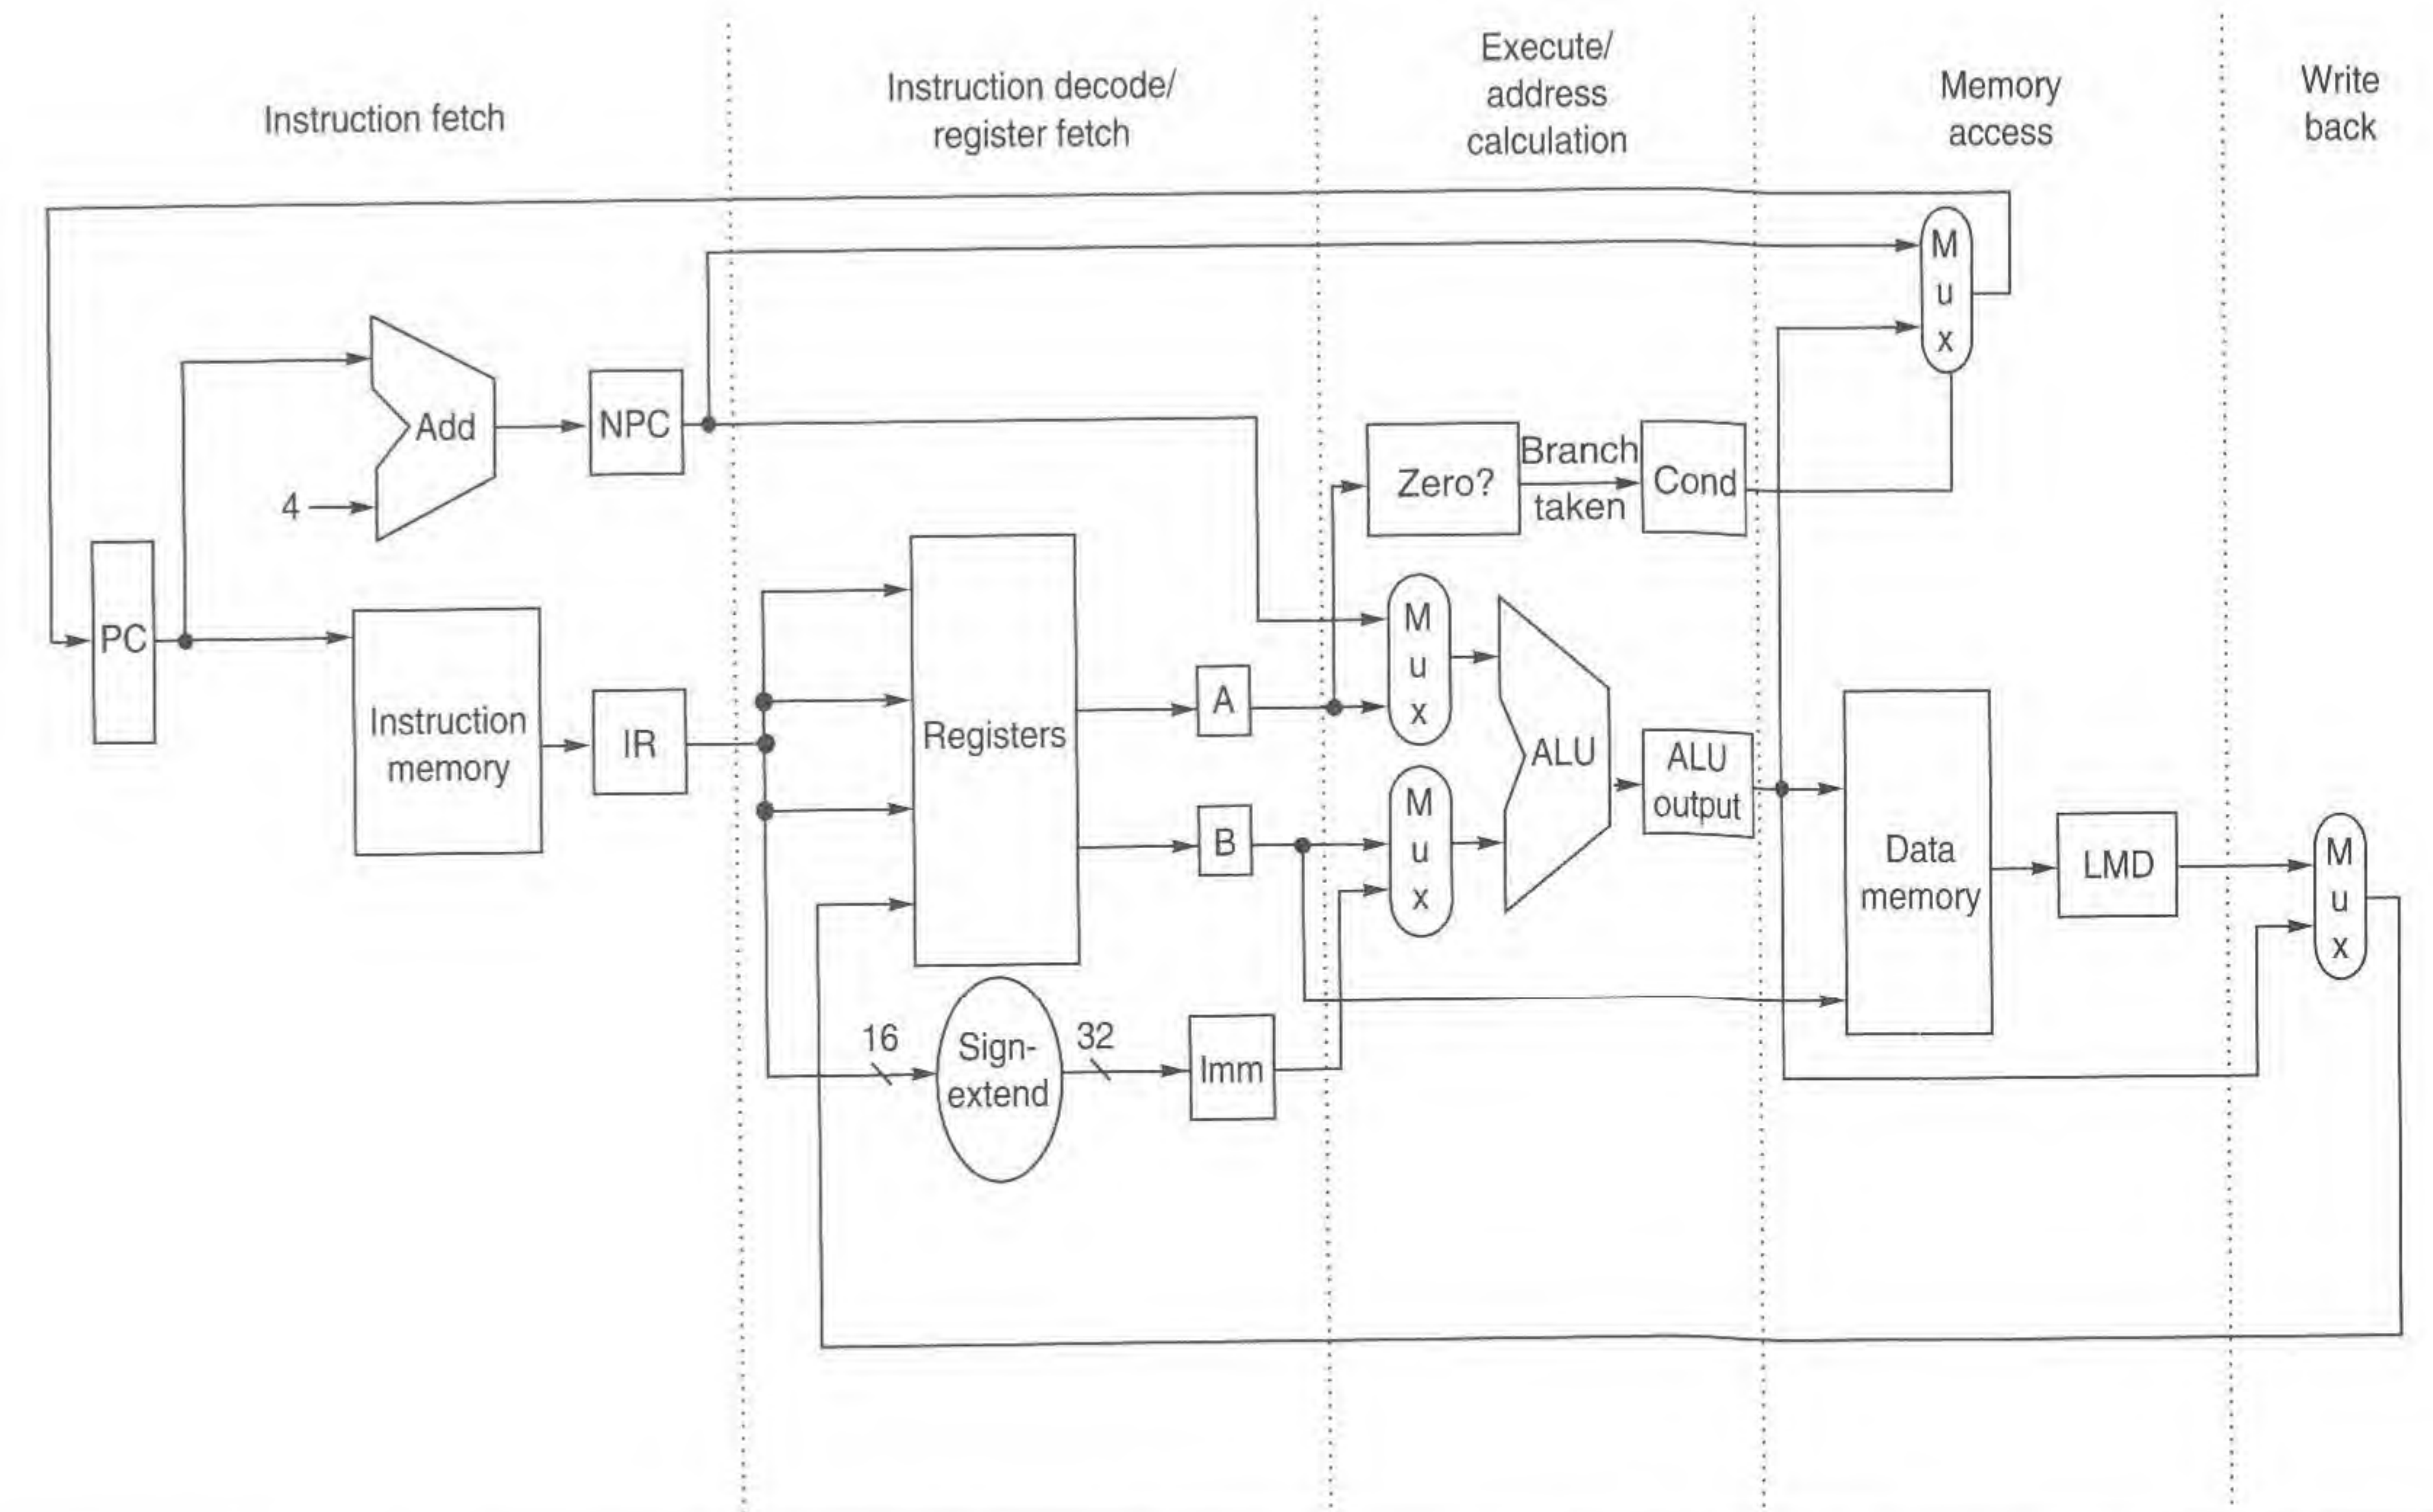 Instruction fetch
Instruction decode/
register fetch
Execute/
address
calculation
Memory
access
Write
back
M
u
x
Add
NPC
4
Zero?
Branch
taken
Cond
PC
Instruction
memory
IR
Registers
A
B
M
u
x
M
u
x
ALU
ALU
output
Data
memory
LMD
M
u
x
16
Sign-
extend
32
Imm